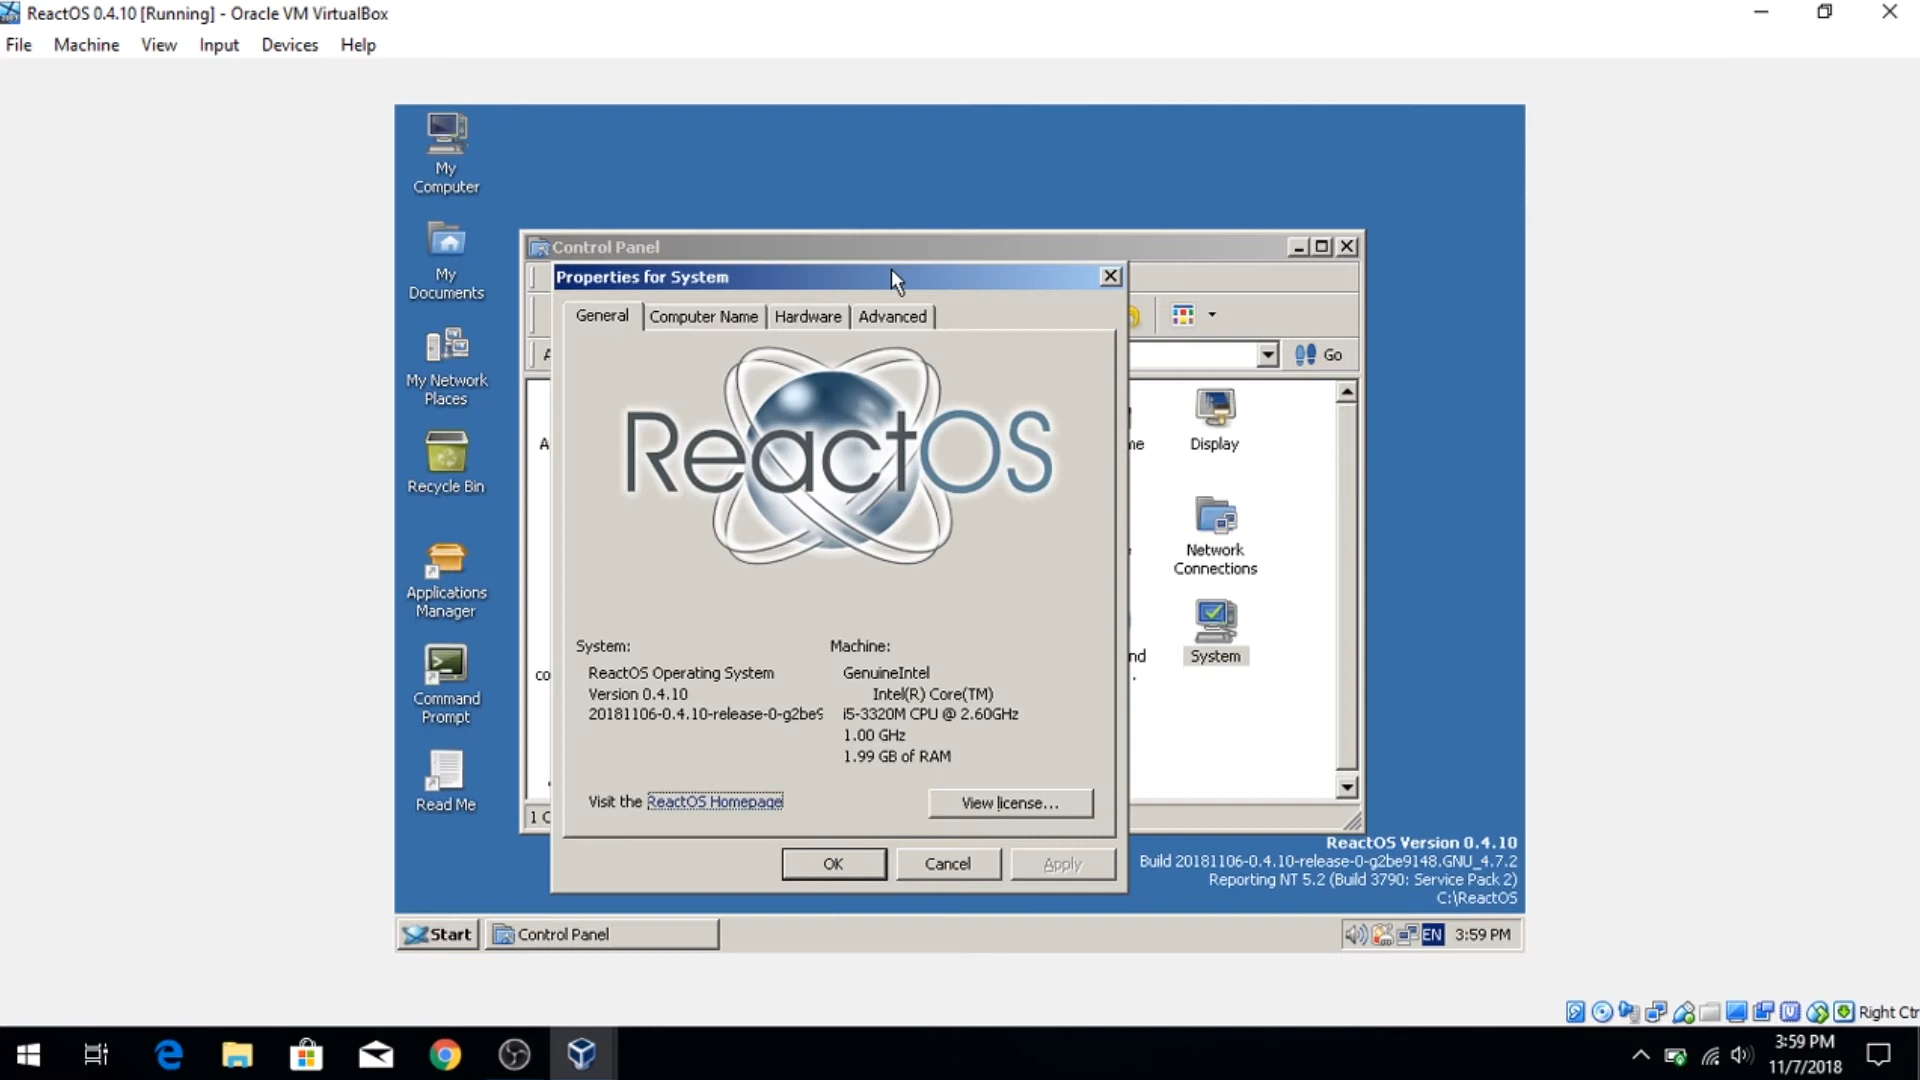 ReactOS 0.4.10 [Running] - Oracle VM VirtualBox
File Machine View Input Devices Help
My
Computer
My
Documents
My Network
Places
Recycle Bin
Applications
Manager
Command
Prompt
Read Me
Control Panel
Properties for System
General Computer Name Hardware Advanced
Go
ReactOS
System:
ReactOS Operating System
Version 0.4.10
20181106-0.4.10-release-0-g2be9
Machine:
GenuineIntel
Intel(R) Core(TM)
i5-3320M CPU @ 2.60GHz
1.00 GHz
1.99 GB of RAM
Visit the ReactOS Homepage
View license...
OK Cancel Apply
Display
Network
Connections
System
ReactOS Version 0.4.10
Build 20181106-0.4.10-release-0-g2be9148.GNU_4.7.2
Reporting NT 5.2 (Build 3790: Service Pack 2)
C:\ReactOS
Start Control Panel
EN 3:59 PM
Right Ctr
3:59 PM
11/7/2018